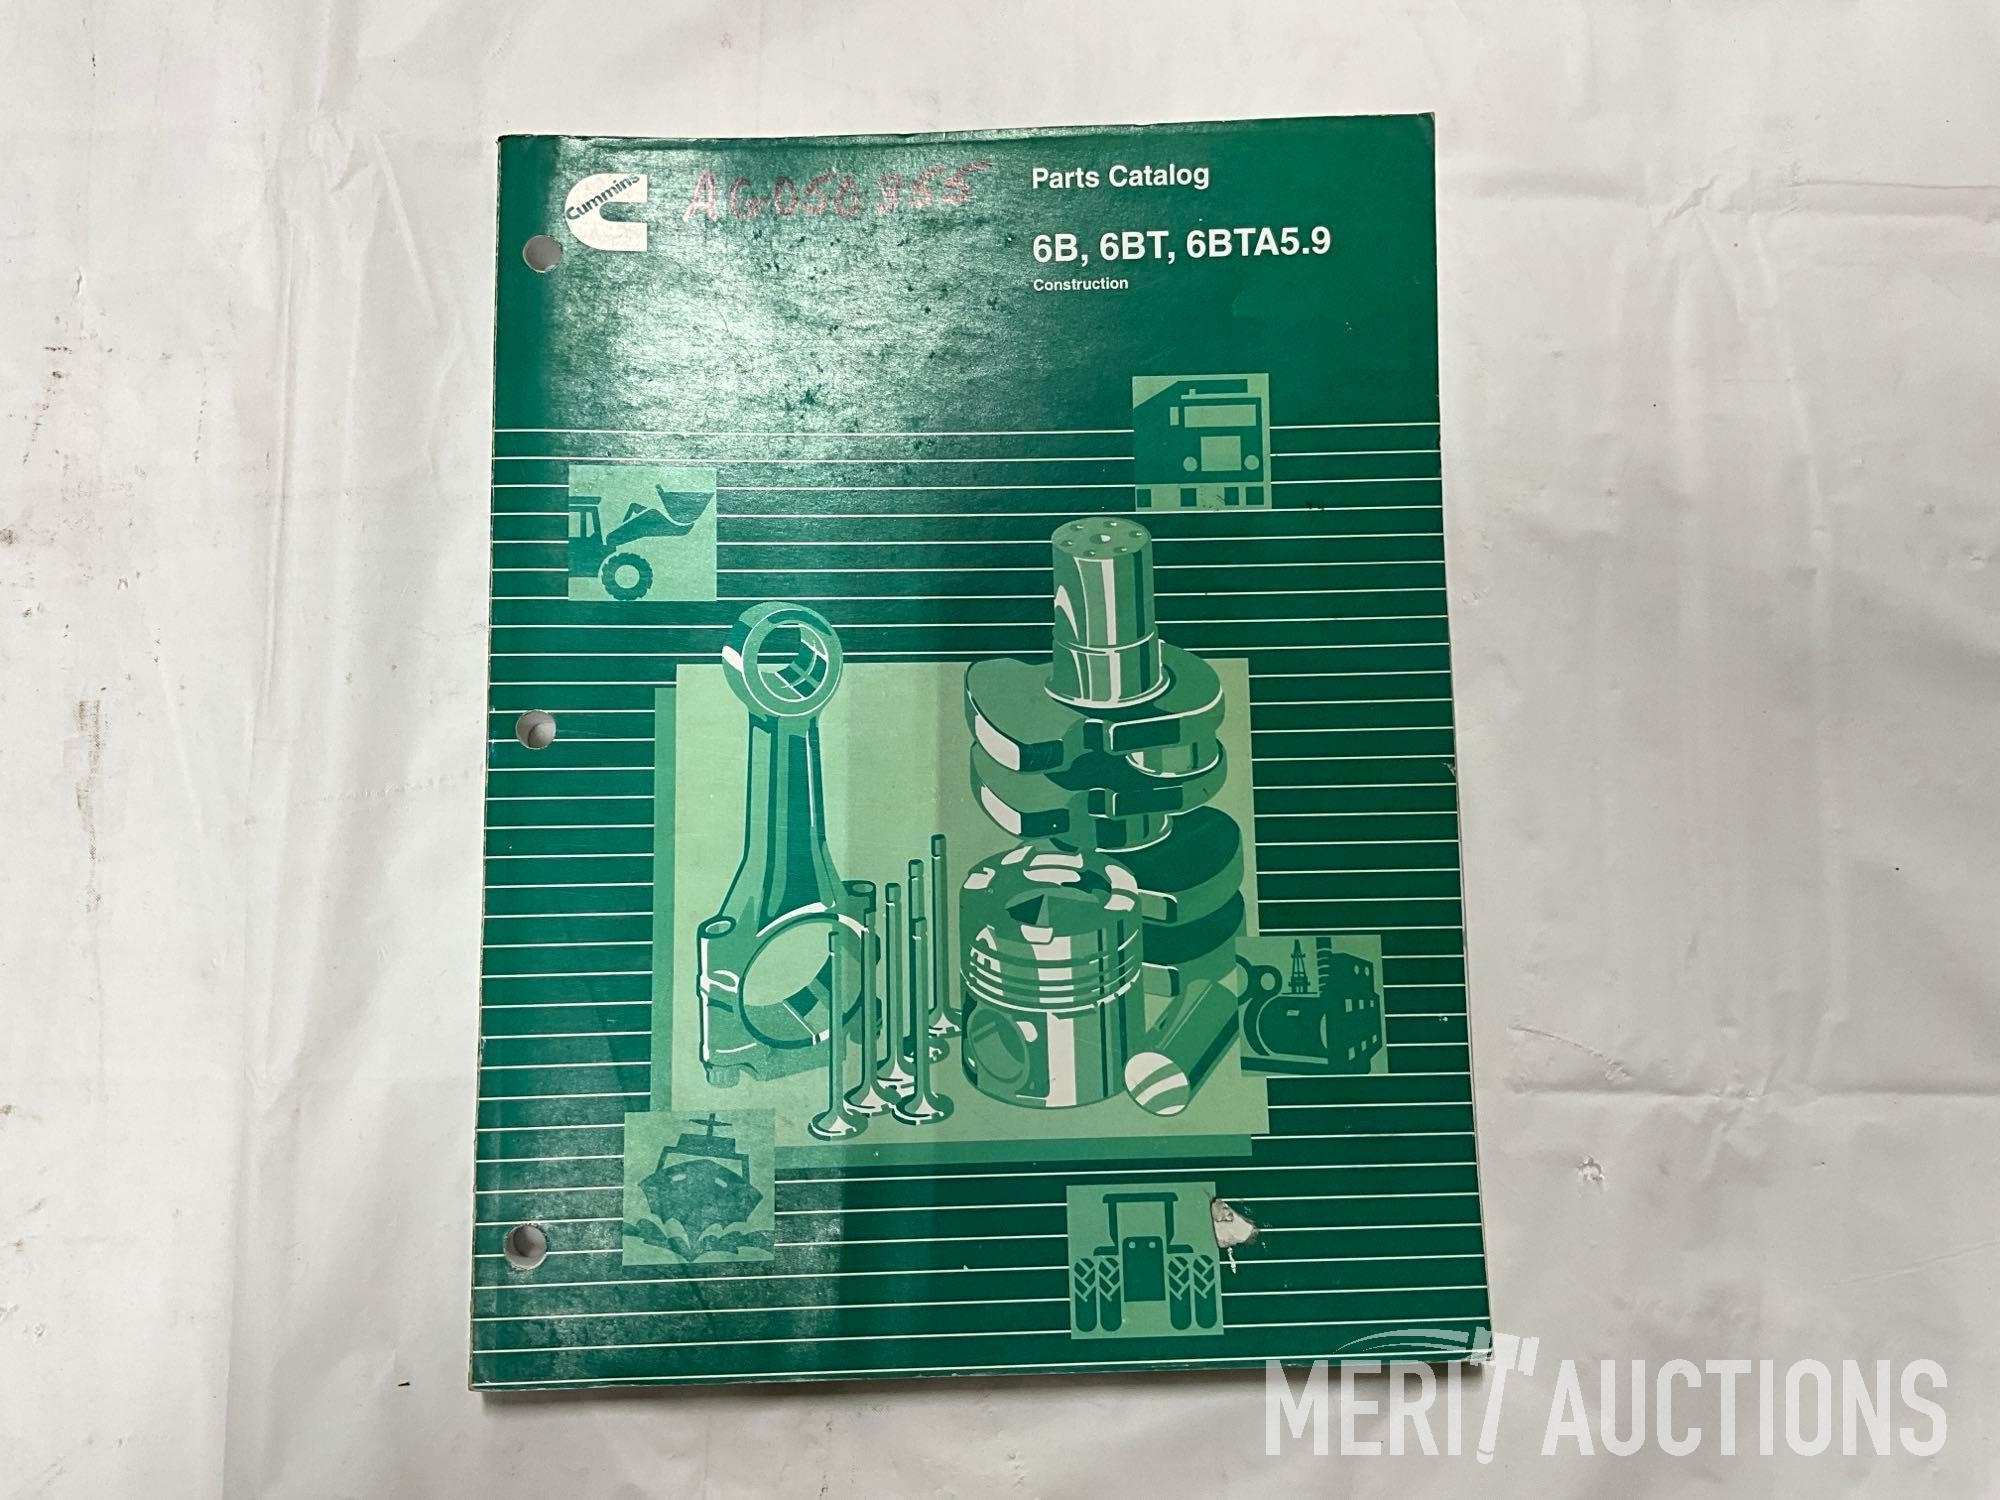 Cummins
AG050355
Parts Catalog
6B, 6BT, 6BTA5.9
Construction
MERIT AUCTIONS